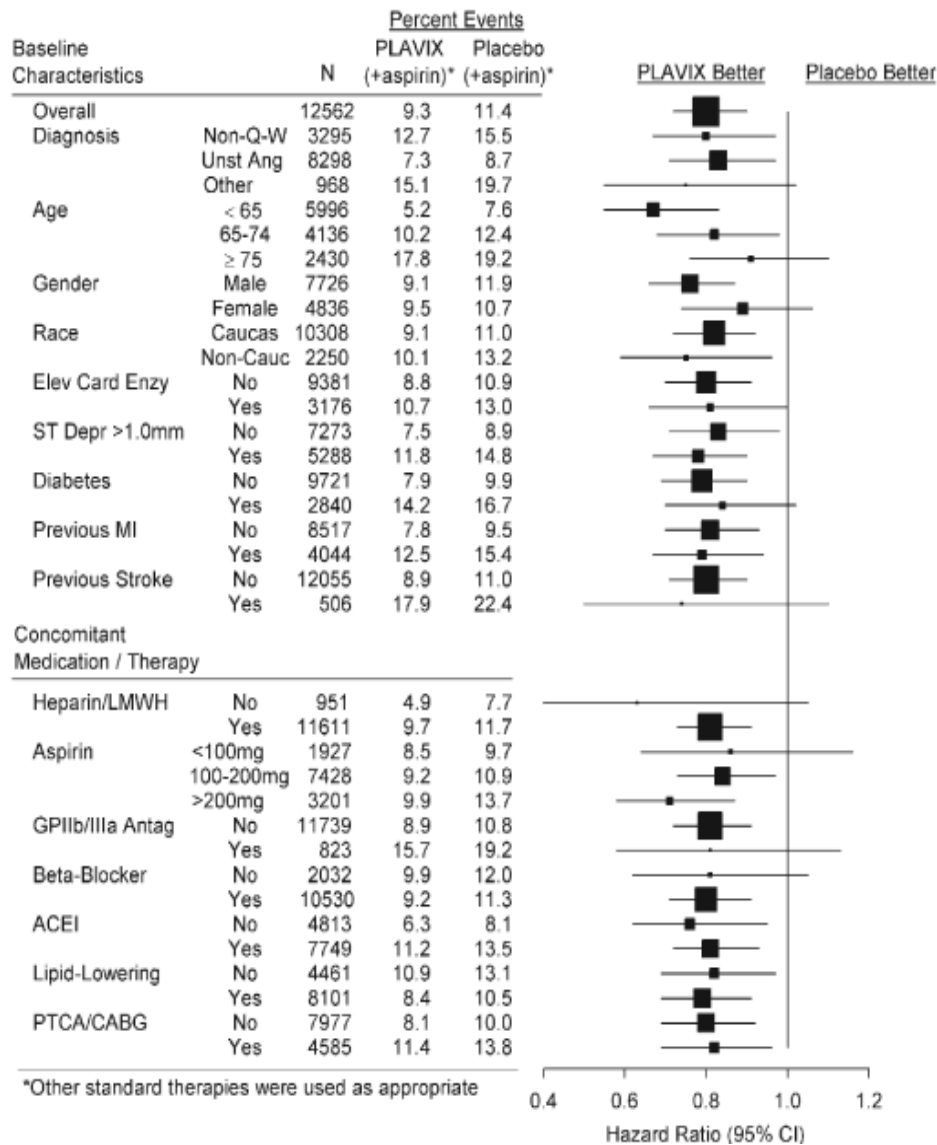 Percent Events
Baseline PLAVIX Placebo
Characteristics N (+aspirin)* (+aspirin)* PLAVIX Better Placebo Better
Overall 12562 9.3 11.4
Diagnosis Non-Q-W 3295 12.7 15.5
Unst Ang 8298 7.3 8.7
Other 968 15.1 19.7
Age < 65 5996 5.2 7.6
65-74 4136 10.2 12.4
≥ 75 2430 17.8 19.2
Gender Male 7726 9.1 11.9
Female 4836 9.5 10.7
Race Caucas 10308 9.1 11.0
Non-Cauc 2250 10.1 13.2
Elev Card Enzy No 9381 8.8 10.9
Yes 3176 10.7 13.0
ST Depr >1.0mm No 7273 7.5 8.9
Yes 5288 11.8 14.8
Diabetes No 9721 7.9 9.9
Yes 2840 14.2 16.7
Previous MI No 8517 7.8 9.5
Yes 4044 12.5 15.4
Previous Stroke No 12055 8.9 11.0
Yes 506 17.9 22.4
Concomitant
Medication / Therapy
Heparin/LMWH No 951 4.9 7.7
Yes 11611 9.7 11.7
Aspirin <100mg 1927 8.5 9.7
100-200mg 7428 9.2 10.9
>200mg 3201 9.9 13.7
GPIIb/IIIa Antag No 11739 8.9 10.8
Yes 823 15.7 19.2
Beta-Blocker No 2032 9.9 12.0
Yes 10530 9.2 11.3
ACEI No 4813 6.3 8.1
Yes 7749 11.2 13.5
Lipid-Lowering No 4461 10.9 13.1
Yes 8101 8.4 10.5
PTCA/CABG No 7977 8.1 10.0
Yes 4585 11.4 13.8
*Other standard therapies were used as appropriate
0.4 0.6 0.8 1.0 1.2
Hazard Ratio (95% CI)